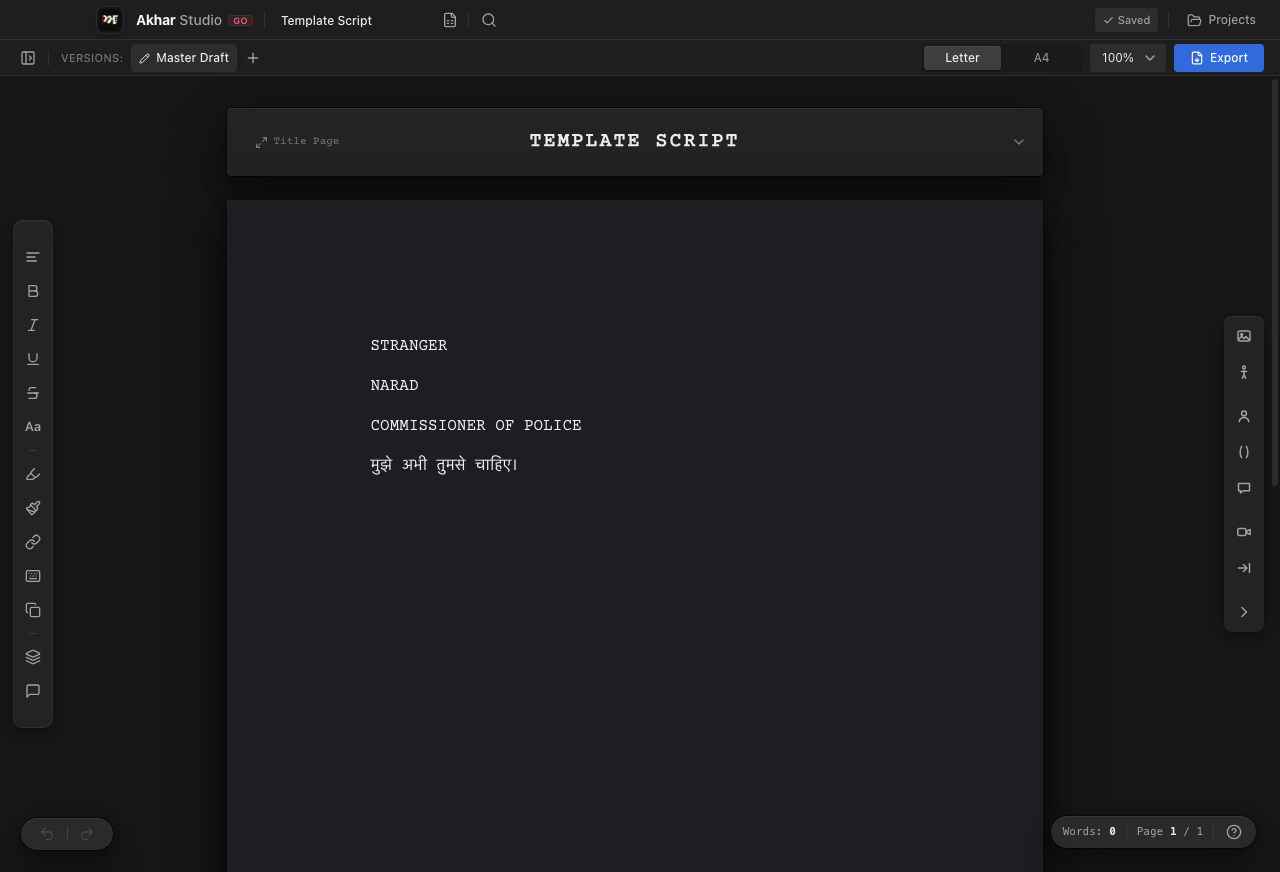 Akhar Studio GO
Template Script
Saved
Projects
VERSIONS:
Master Draft
Letter
A4
100%
Export
Title Page
TEMPLATE SCRIPT
STRANGER
NARAD
COMMISSIONER OF POLICE
मुझे अभी तुमसे चाहिए।
Aa
Words: 0
Page 1 / 1